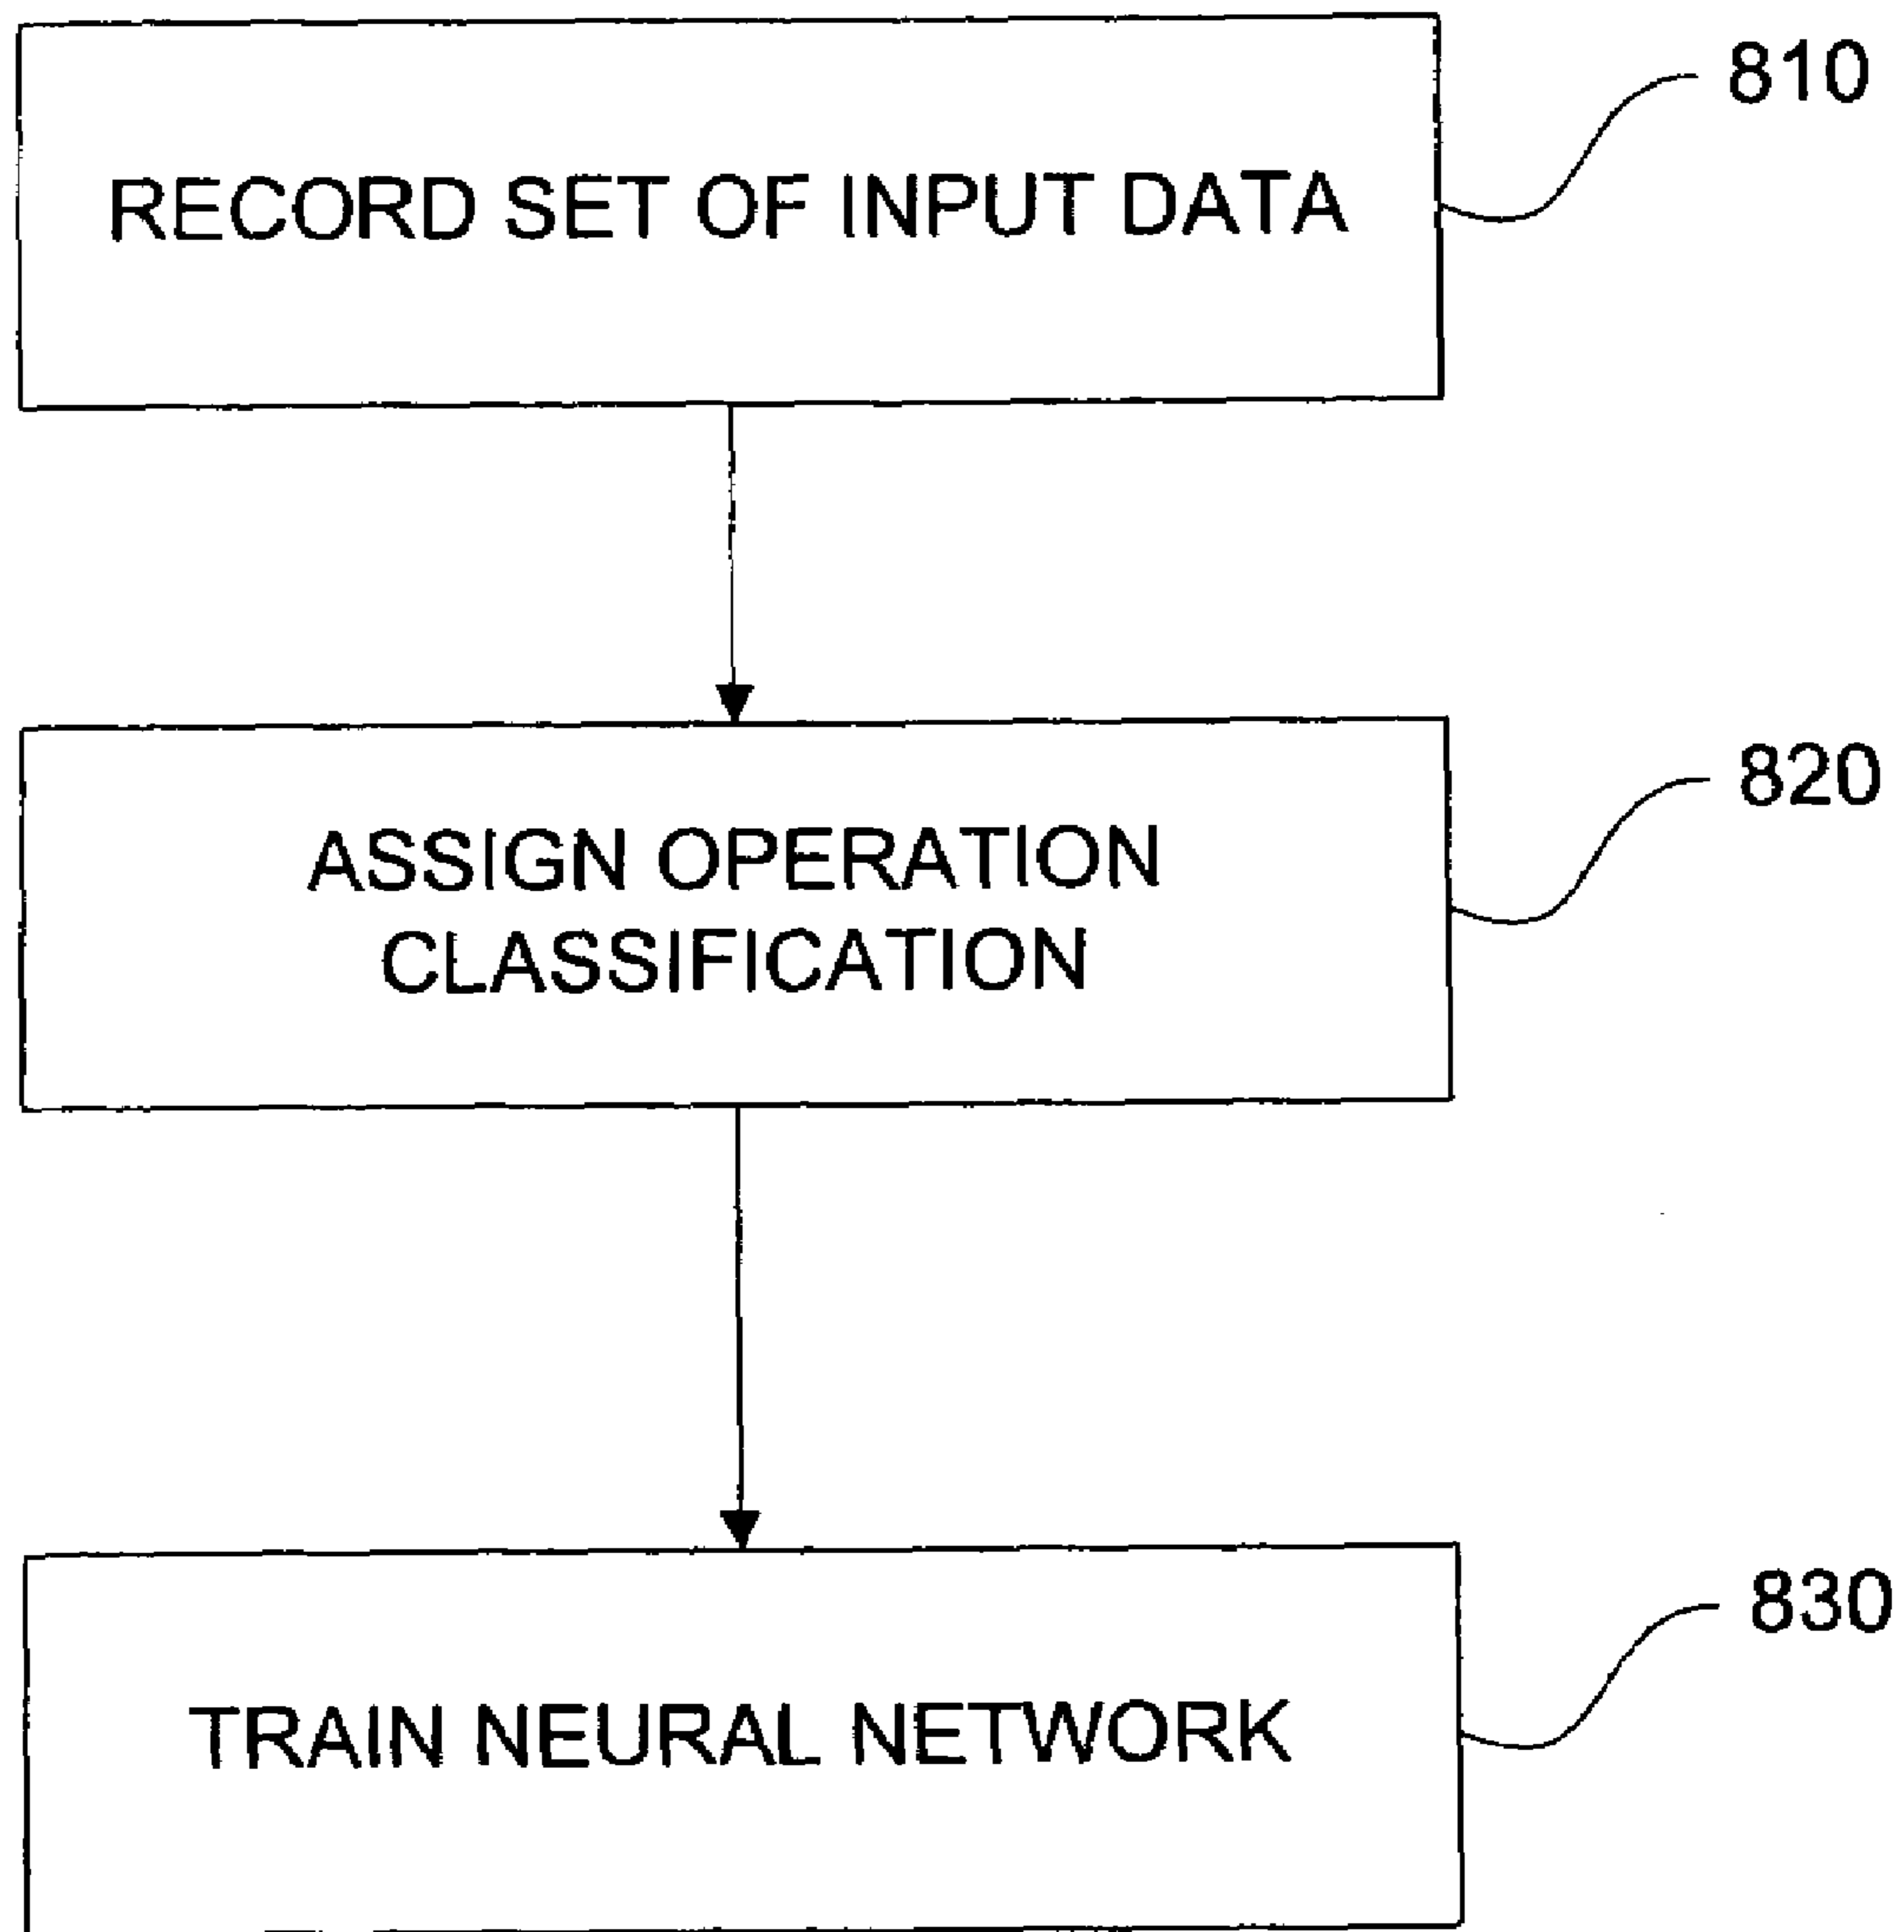 810
RECORD SET OF INPUT DATA
820
ASSIGN OPERATION
CLASSIFICATION
830
TRAIN NEURAL NETWORK